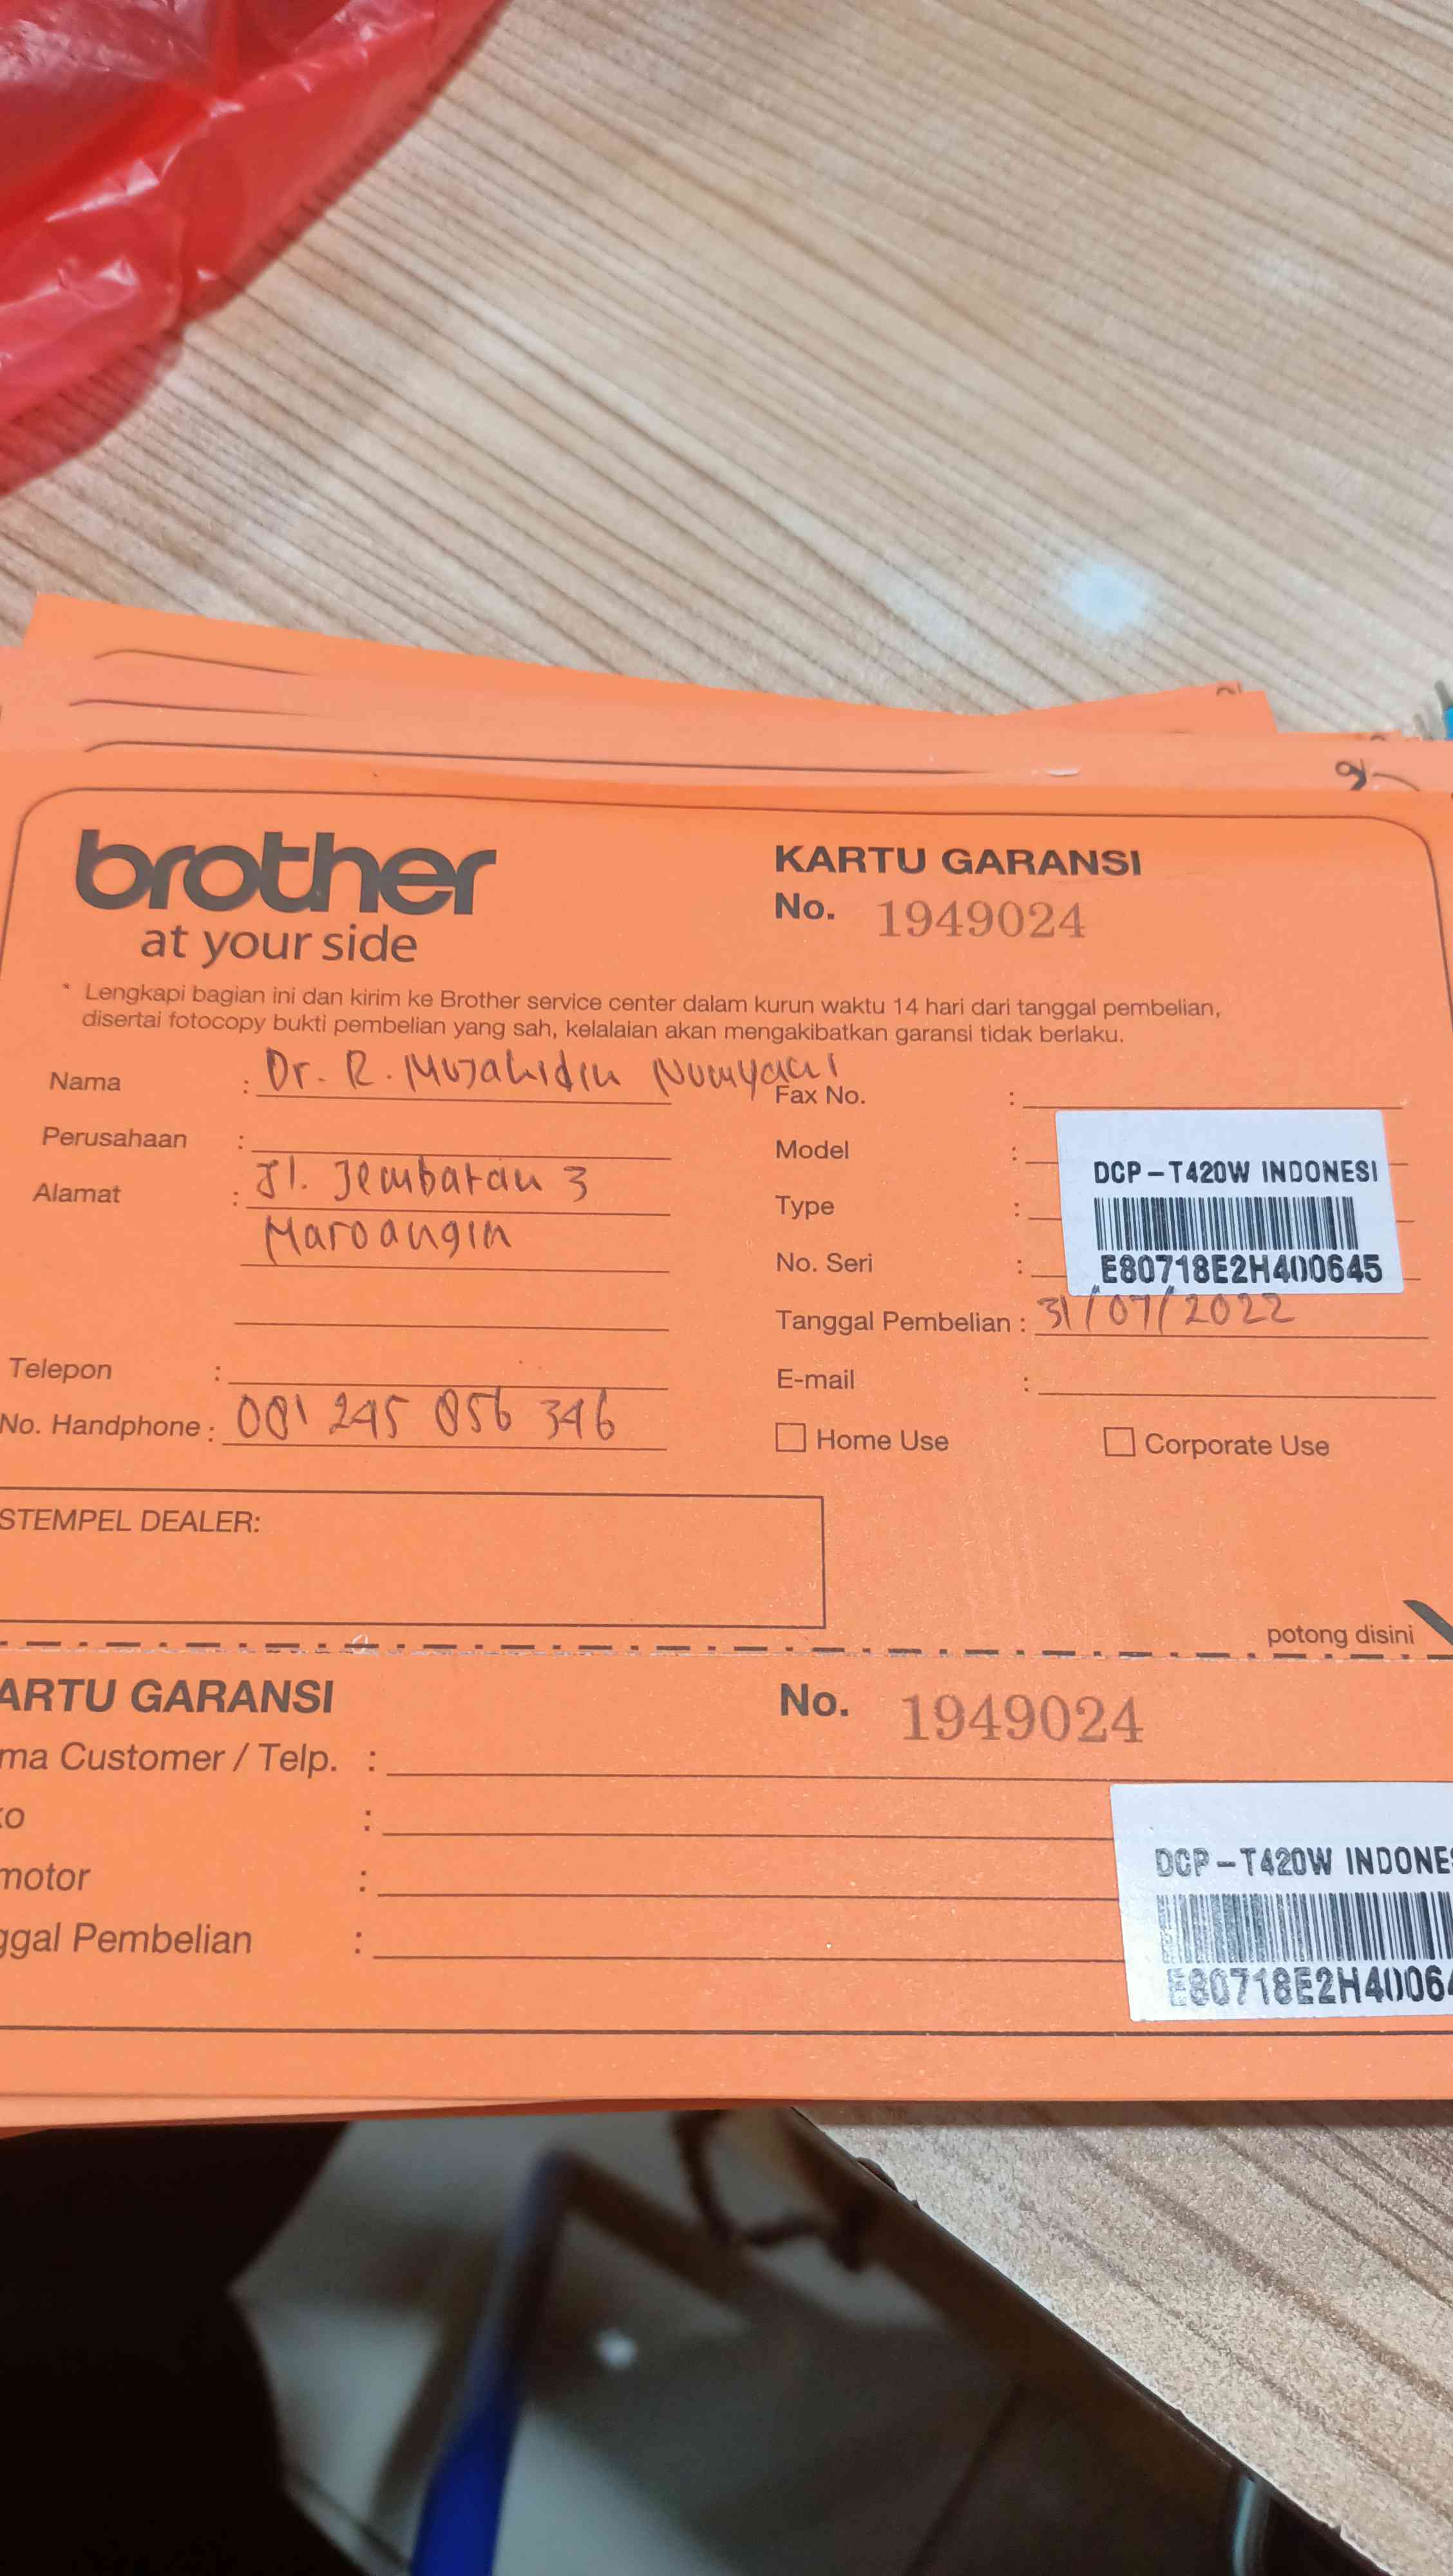 brother
at your side
KARTU GARANSI
No. 1949024
* Lengkapi bagian ini dan kirim ke Brother service center dalam kurun waktu 14 hari dari tanggal pembelian,
disertai fotocopy bukti pembelian yang sah, kelalaian akan mengakibatkan garansi tidak berlaku.
Nama : Dr. R. Mujahidin
Perusahaan :
Alamat : Jl. Jembatan 3
Maroangin
Telepon :
No. Handphone : 081 245 856 346
Fax No. :
Model : DCP-T420W INDONESI
Type :
No. Seri : E80718E2H400645
Tanggal Pembelian : 31/07/2022
E-mail :
Home Use Corporate Use
STEMPEL DEALER:
potong disini
ARTU GARANSI No. 1949024
ma Customer / Telp. :
ko :
motor :
ggal Pembelian :
DCP-T420W INDONES
E80718E2H40064